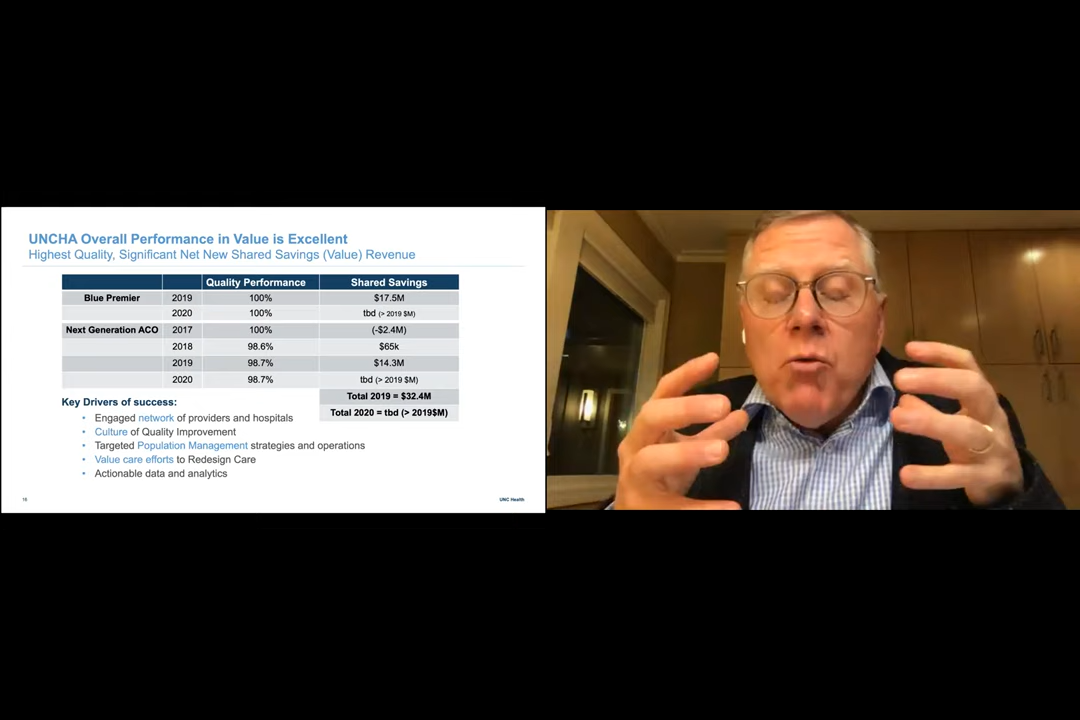 UNCHA Overall Performance in Value is Excellent
Highest Quality, Significant Net New Shared Savings (Value) Revenue
Quality Performance Shared Savings
Blue Premier 2019 100% $17.5M
2020 100% tbd (> 2019 $M)
Next Generation ACO 2017 100% (-$2.4M)
2018 98.6% $65k
2019 98.7% $14.3M
2020 98.7% tbd (> 2019 $M)
Total 2019 = $32.4M
Total 2020 = tbd (> 2019$M)
Key Drivers of success:
• Engaged network of providers and hospitals
• Culture of Quality Improvement
• Targeted Population Management strategies and operations
• Value care efforts to Redesign Care
• Actionable data and analytics
UNC Health